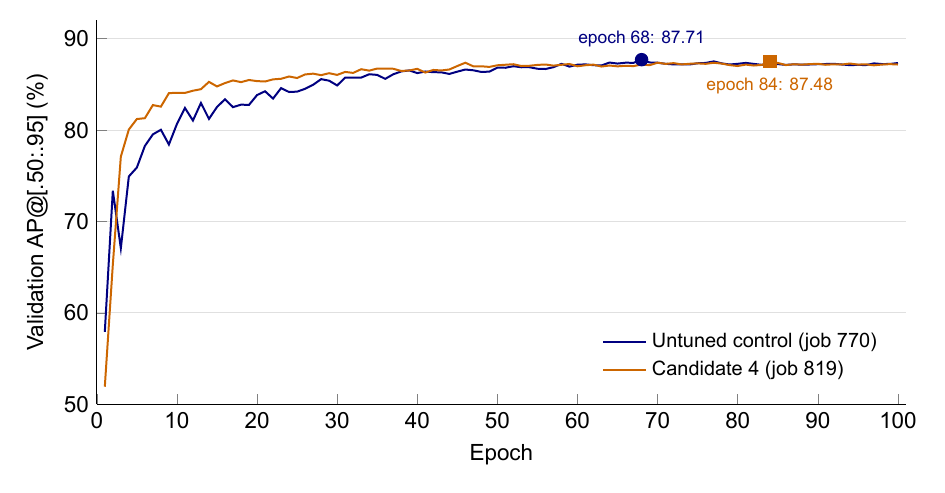 90
80
70
60
50
0
10
20
30
40
50
60
70
80
90
100
Epoch
Validation AP@[.50:.95] (%)
epoch 68: 87.71
epoch 84: 87.48
Untuned control (job 770)
Candidate 4 (job 819)